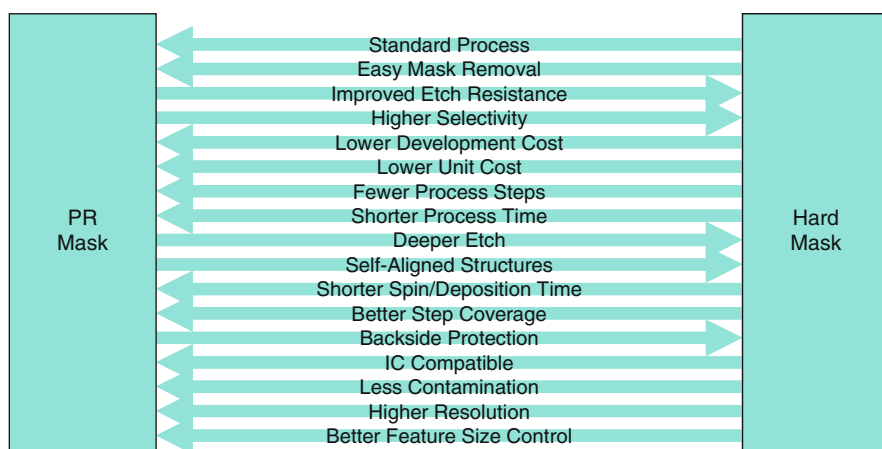 Standard Process
Easy Mask Removal
Improved Etch Resistance
Higher Selectivity
Lower Development Cost
Lower Unit Cost
Fewer Process Steps
Shorter Process Time
PR
Mask
Deeper Etch
Hard
Mask
Self-Aligned Structures
Shorter Spin/Deposition Time
Better Step Coverage
Backside Protection
IC Compatible
Less Contamination
Higher Resolution
Better Feature Size Control